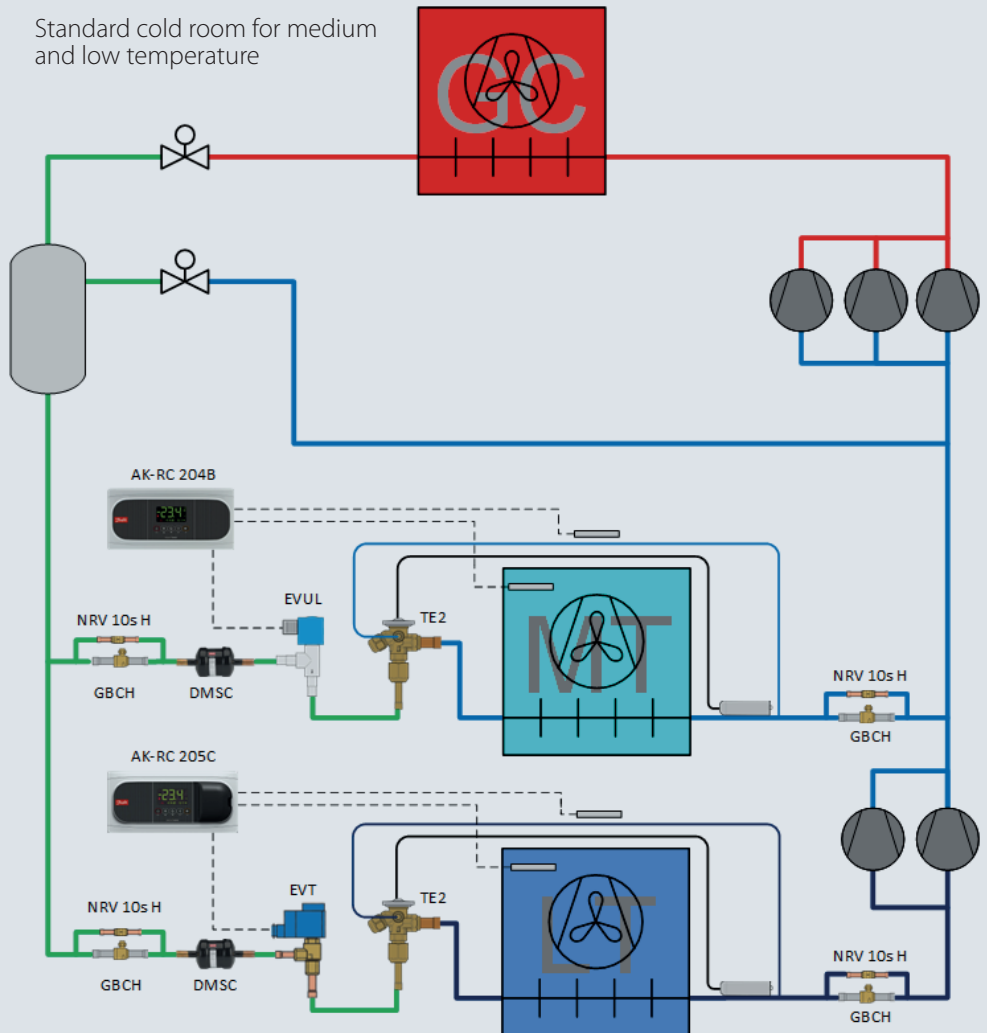 Standard cold room for medium
and low temperature
GC
AK-RC 204B
-23.4
EVUL
TE2
NRV 10s H
GBCH
DMSC
MT
NRV 10s H
GBCH
AK-RC 205C
-23.4
EVT
TE2
NRV 10s H
GBCH
DMSC
LT
NRV 10s H
GBCH